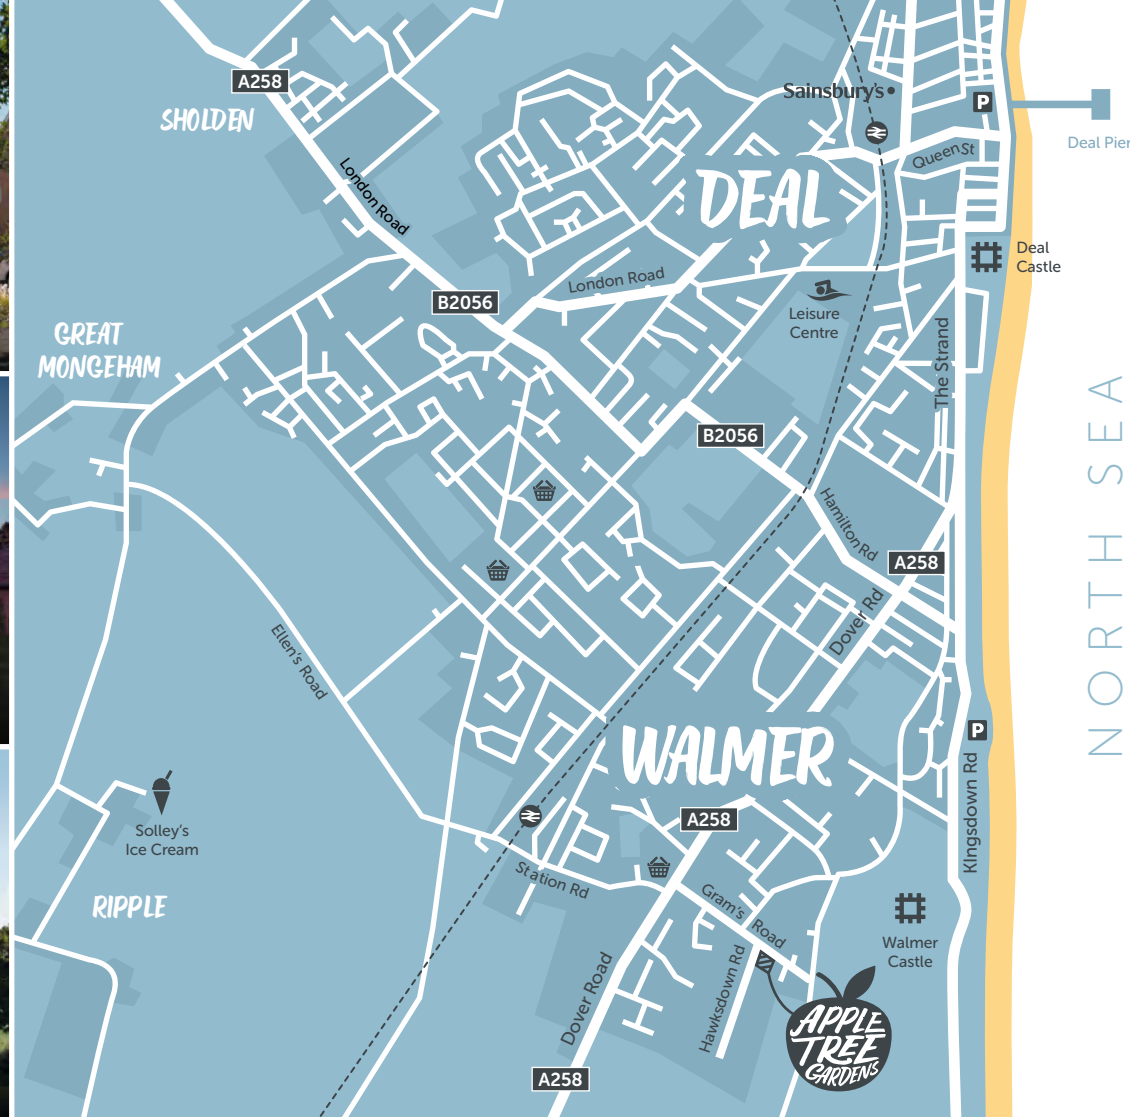 Sainsbury's
A258
SHOLDEN
P
Deal Pier
Queen St
London Road
DEAL
Deal
Castle
London Road
B2056
Leisure
Centre
GREAT
MONGEHAM
The Strand
NORTH SEA
B2056
Hamilton Rd
A258
Dover Rd
Ellen's Road
WALMER
P
Kingsdown Rd
A258
Solley's
Ice Cream
Station Rd
Gram's Road
RIPPLE
Walmer
Castle
Hawksdown Rd
Dover Road
APPLE
TREE
GARDENS
A258